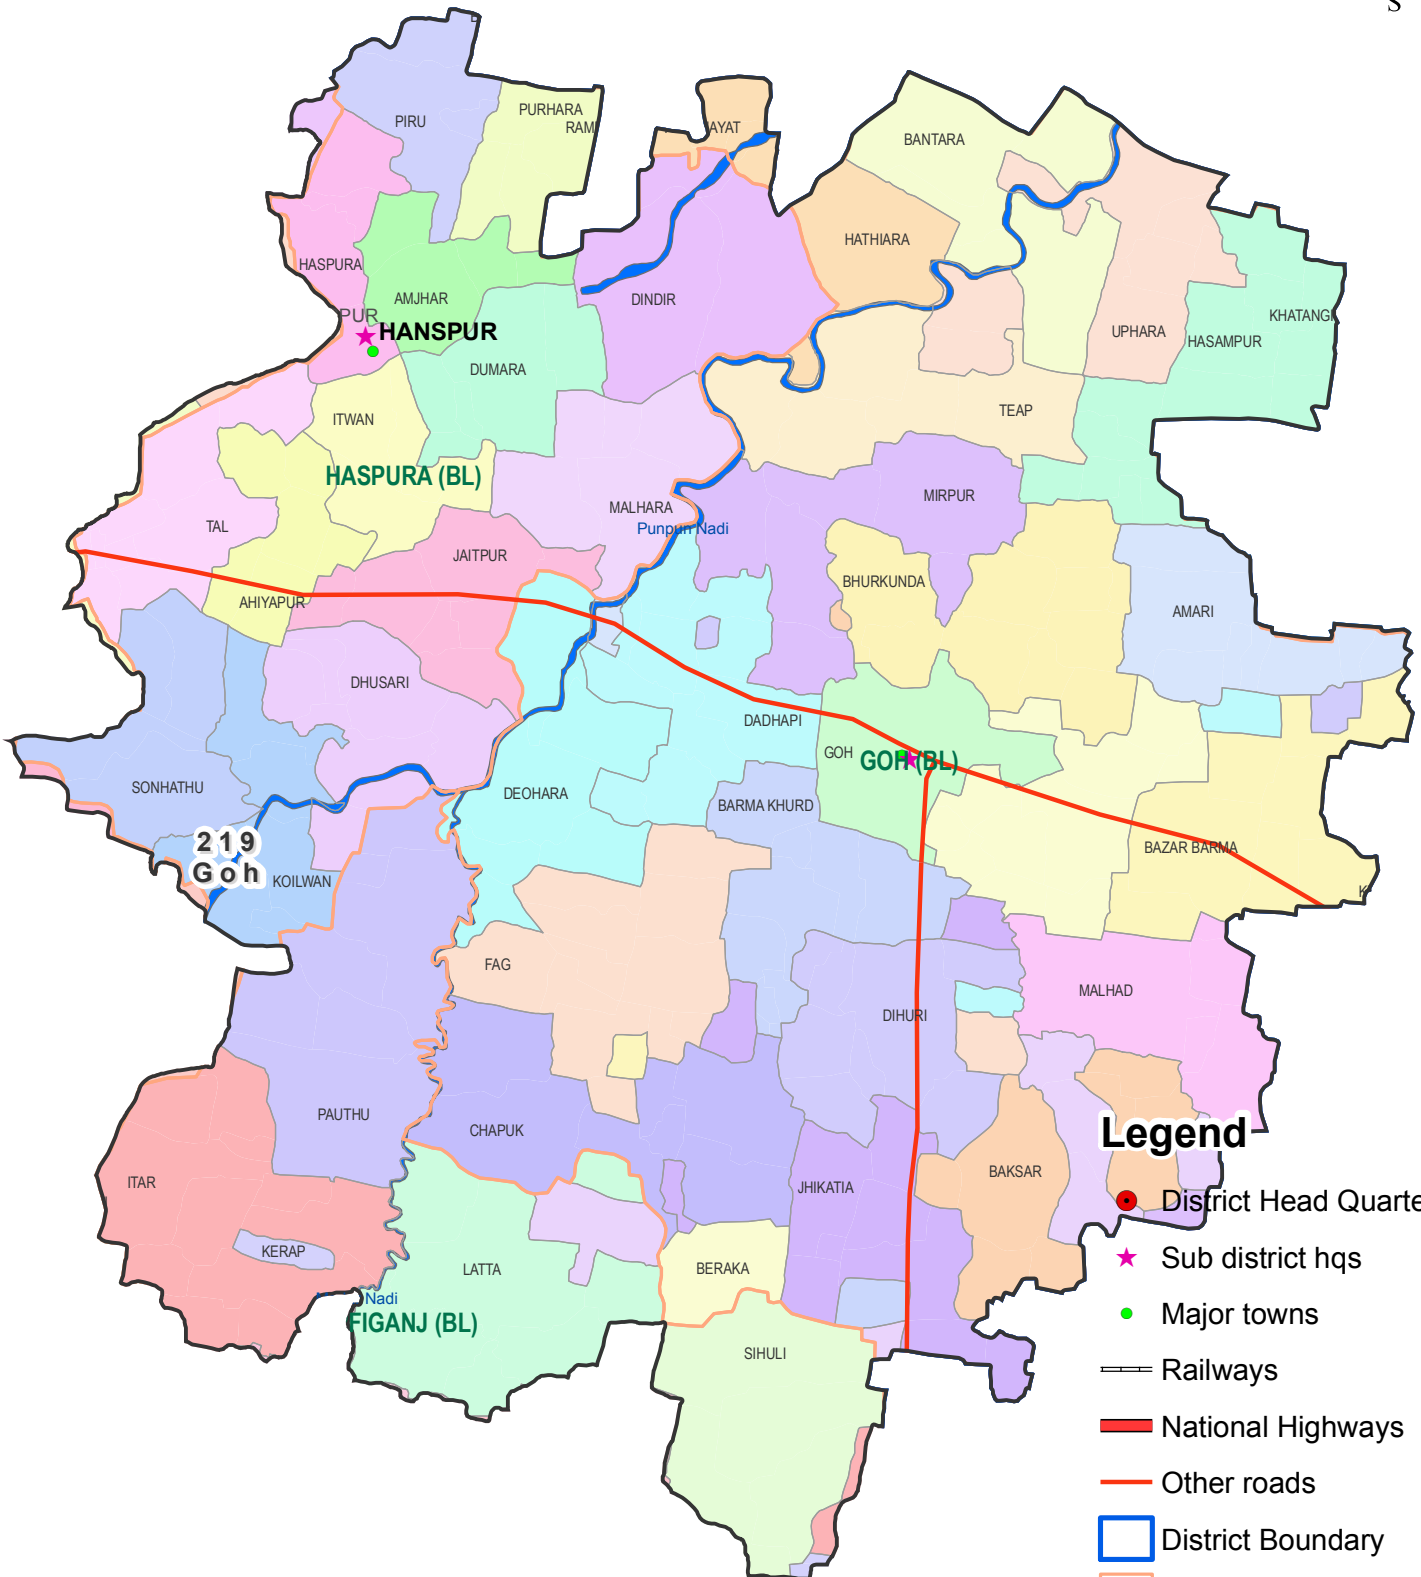 S
PIRU
PURHARA
RAM
AYAT
BANTARA
HATHIARA
HASPURA
AMJHAR
DINDIR
KHATANGI
UPHARA
HASAMPUR
PUR
HANSPUR
DUMARA
TEAP
ITWAN
HASPURA (BL)
MIRPUR
MALHARA
Punpun Nadi
TAL
JAITPUR
BHURKUNDA
AHIYAPUR
AMARI
DHUSARI
DADHAPI
GOH
GOH (BL)
SONHATHU
DEOHARA
BARMA KHURD
219
Goh
BAZAR BARMA
KOILWAN
K
FAG
MALHAD
DIHURI
PAUTHU
CHAPUK
Legend
ITAR
JHIKATIA
BAKSAR
District Head Quarte
KERAP
LATTA
BERAKA
Sub district hqs
Nadi
FIGANJ (BL)
Major towns
SIHULI
Railways
National Highways
Other roads
District Boundary